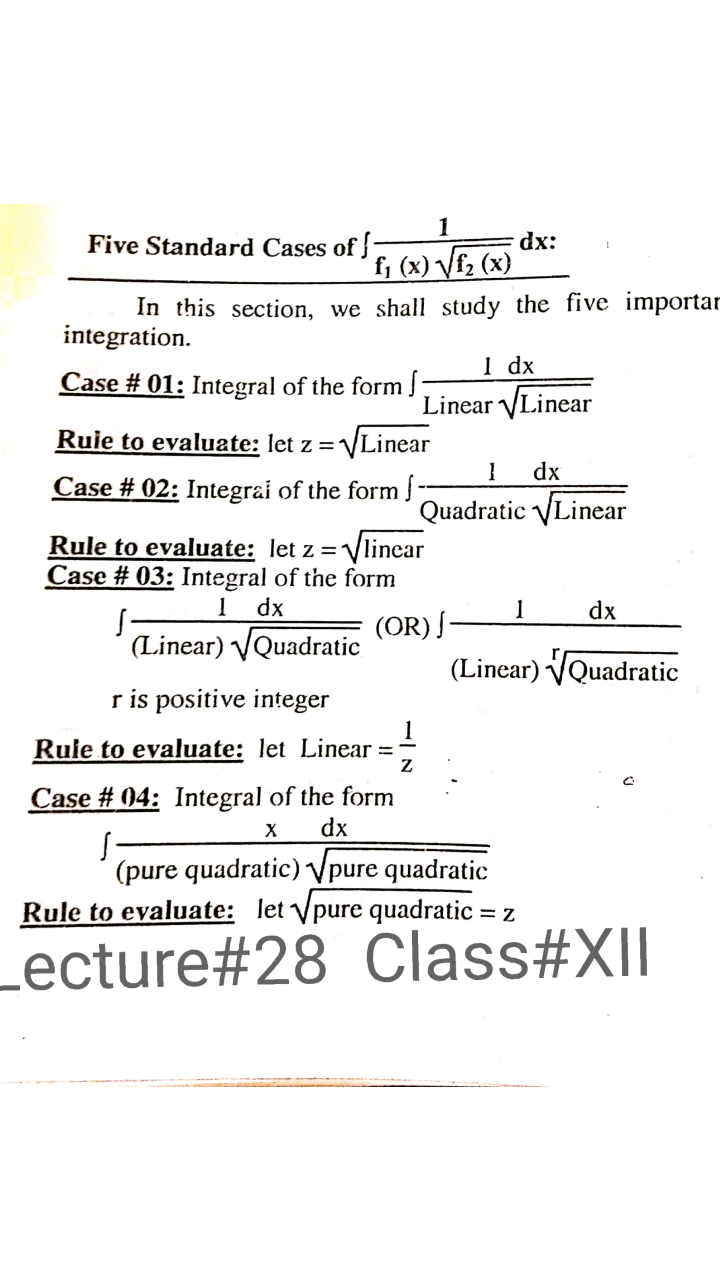 Five Standard Cases of ∫ 1 / f₁ (x) √f₂ (x) dx:
In this section, we shall study the five importan
integration.
Case # 01: Integral of the form ∫ 1 dx / Linear √Linear
Rule to evaluate: let z = √Linear
Case # 02: Integral of the form ∫ 1 dx / Quadratic √Linear
Rule to evaluate: let z = √linear
Case # 03: Integral of the form
∫ 1 dx / (Linear) √Quadratic (OR) ∫ 1 dx / (Linear) ʳ√Quadratic
r is positive integer
Rule to evaluate: let Linear = 1/z
Case # 04: Integral of the form
∫ x dx / (pure quadratic) √pure quadratic
Rule to evaluate: let √pure quadratic = z
Lecture#28 Class#XII